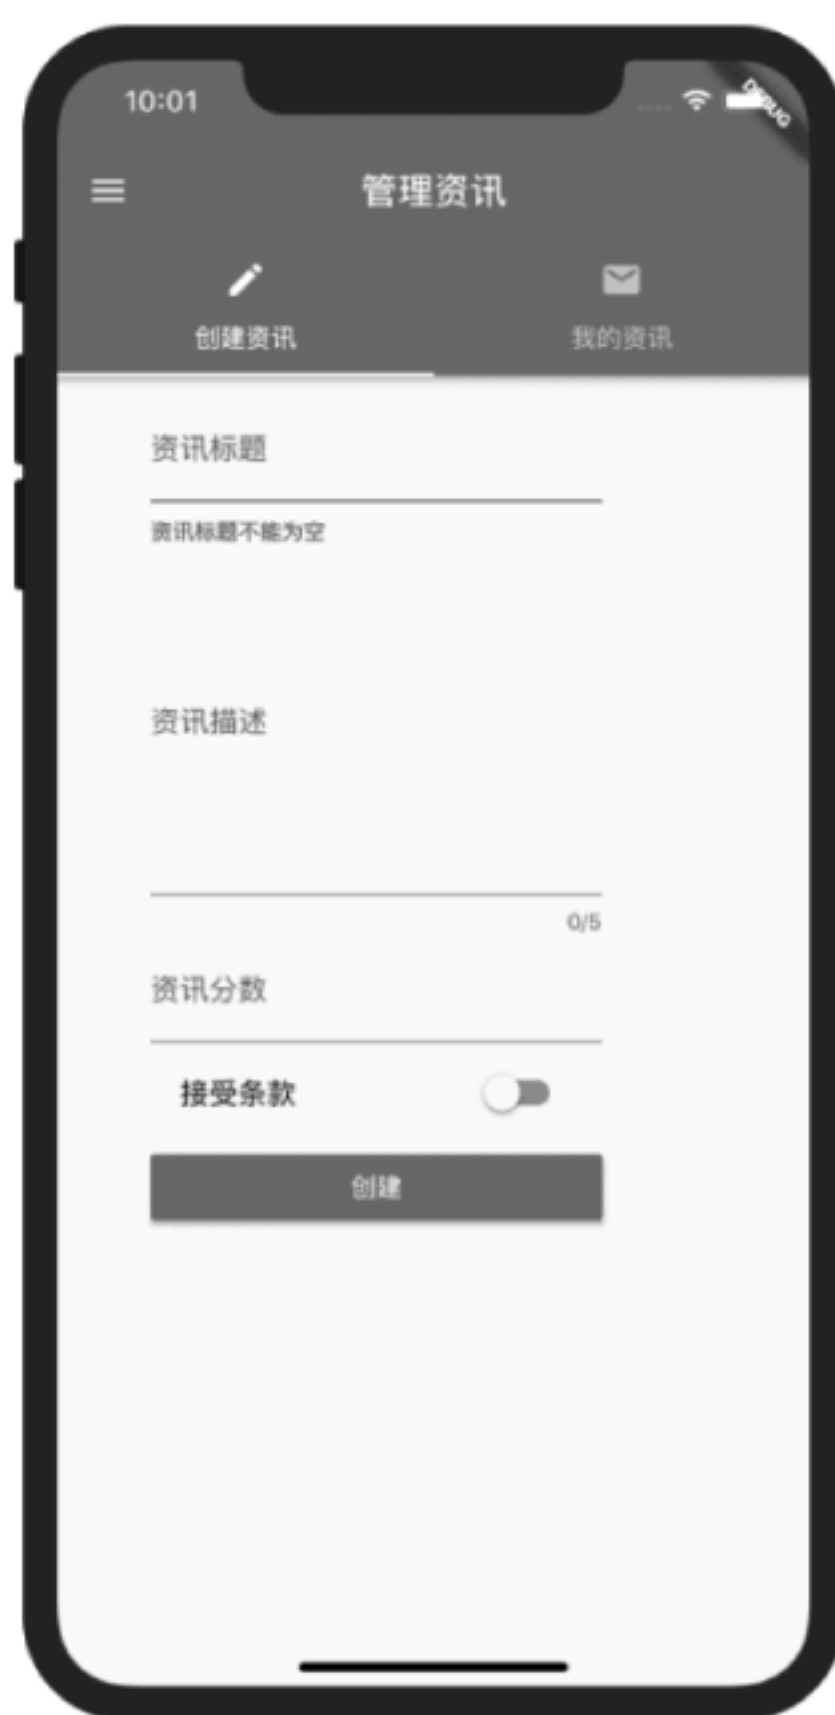 10:01
DEBUG
管理资讯
创建资讯
我的资讯
资讯标题
资讯标题不能为空
资讯描述
0/5
资讯分数
接受条款
创建